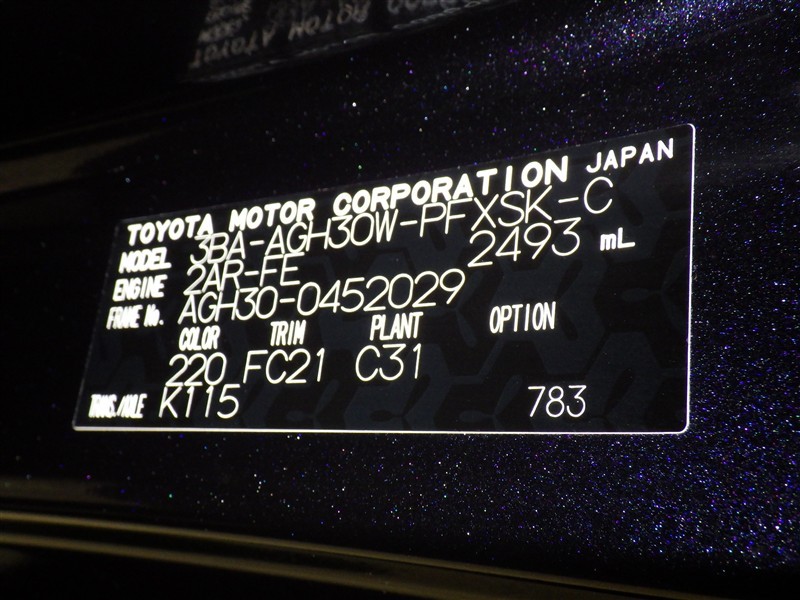 TOYOTA MOTOR CORPORATION JAPAN
MODEL 3BA-AGH30W-PFXSK-C
ENGINE 2AR-FE 2493 mL
FRAME No. AGH30-0452029
COLOR TRIM PLANT OPTION
220 FC21 C31
TRANS./AXLE K115 783